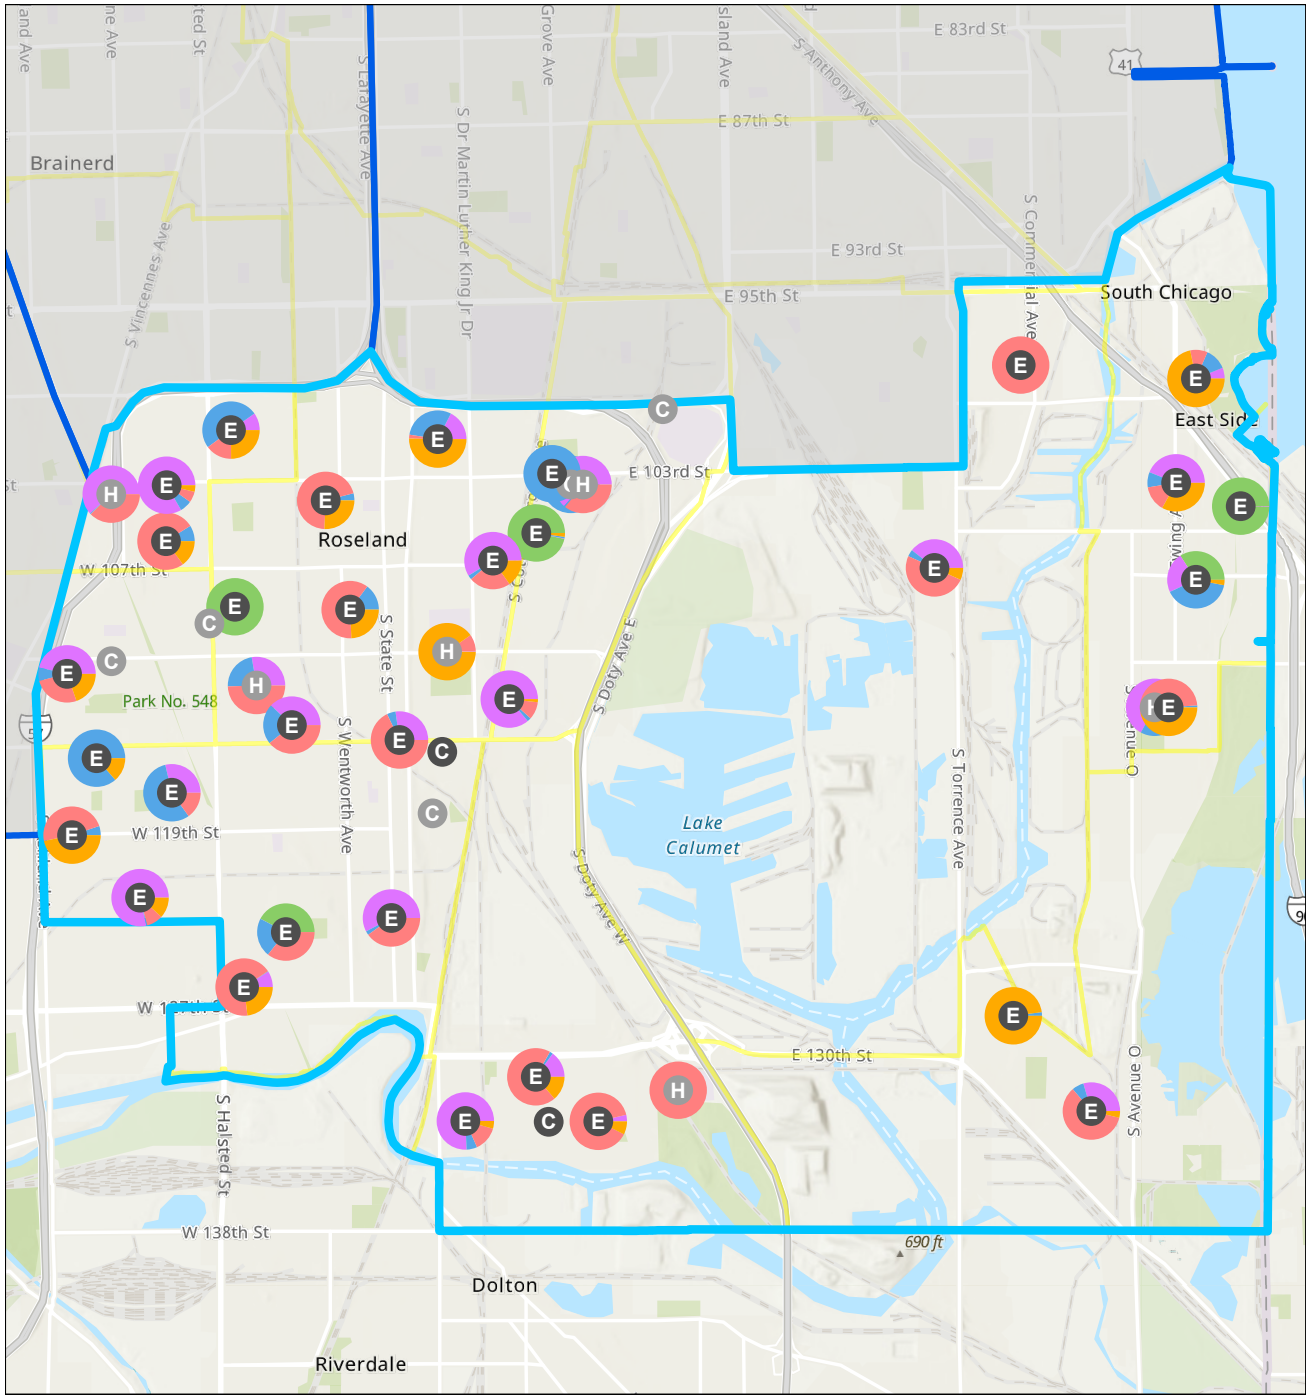 E 83rd St
41
S Anthony Ave
S Lafayette Ave
Grove Ave
E 87th St
Brainerd
S Dr Martin Luther King Jr Dr
S Vincennes Ave
E 93rd St
S Commercial Ave
E 95th St
South Chicago
E
E
East Side
C
E
E
E 103rd St
H
E
E
E
H
E
E
E
Roseland
E
E
W 107th St
E
E
E
E
C
E
H
C
E
H
Park No. 548
E
E
E
S State St
S Doty Ave E
E
C
E
E
E
C
W 119th St
S Wentworth Ave
Lake
Calumet
S Torrence Ave
E
E
E
E
S Doty Ave W
E
E
E 130th St
E
H
E
C
E
E
S Avenue O
S Halsted St
W 138th St
690 ft
Dolton
Riverdale